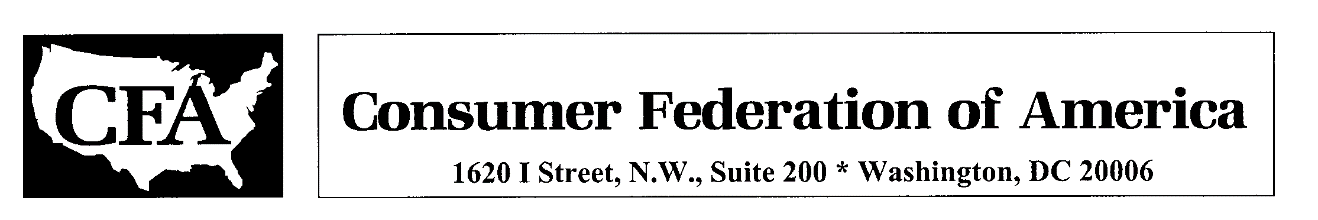 CFA
Consumer Federation of America
1620 I Street, N.W., Suite 200 * Washington, DC 20006